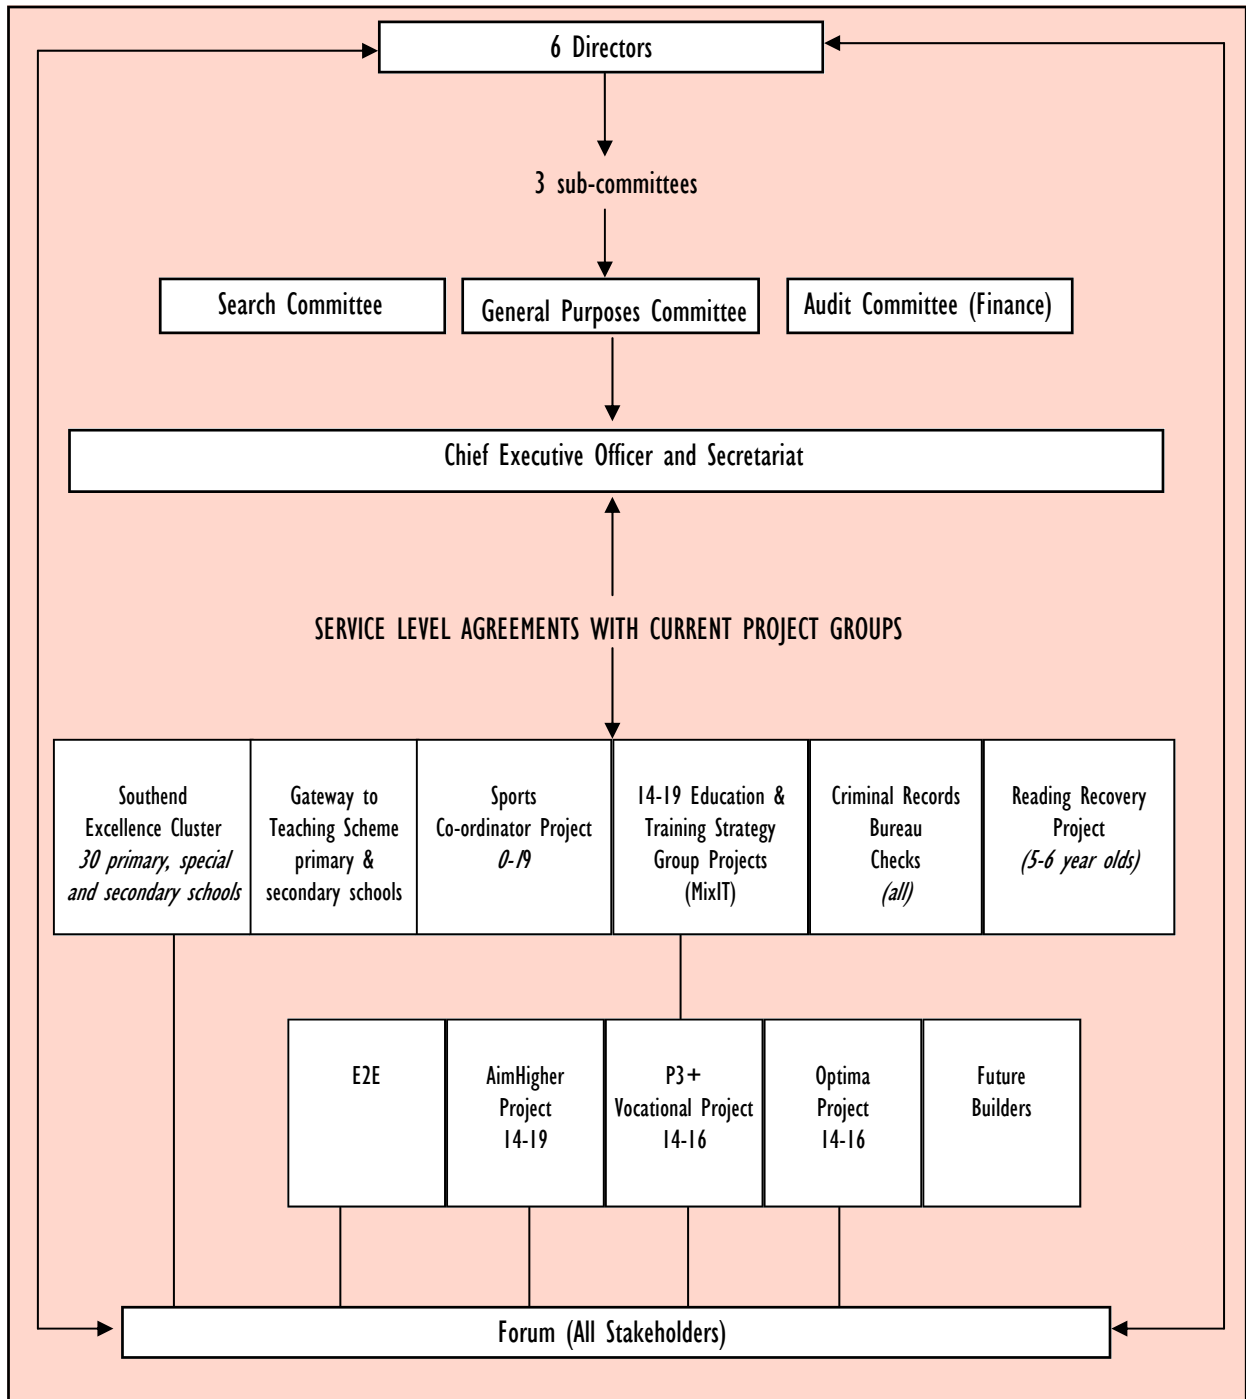 6 Directors
3 sub-committees
Search Committee
General Purposes Committee
Audit Committee (Finance)
Chief Executive Officer and Secretariat
SERVICE LEVEL AGREEMENTS WITH CURRENT PROJECT GROUPS
Southend
Excellence Cluster
30 primary, special
and secondary schools
Gateway to
Teaching Scheme
primary &
secondary schools
Sports
Co-ordinator Project
0-19
14-19 Education &
Training Strategy
Group Projects
(MixIT)
Criminal Records
Bureau
Checks
(all)
Reading Recovery
Project
(5-6 year olds)
E2E
AimHigher
Project
14-19
P3+
Vocational Project
14-16
Optima
Project
14-16
Future
Builders
Forum (All Stakeholders)